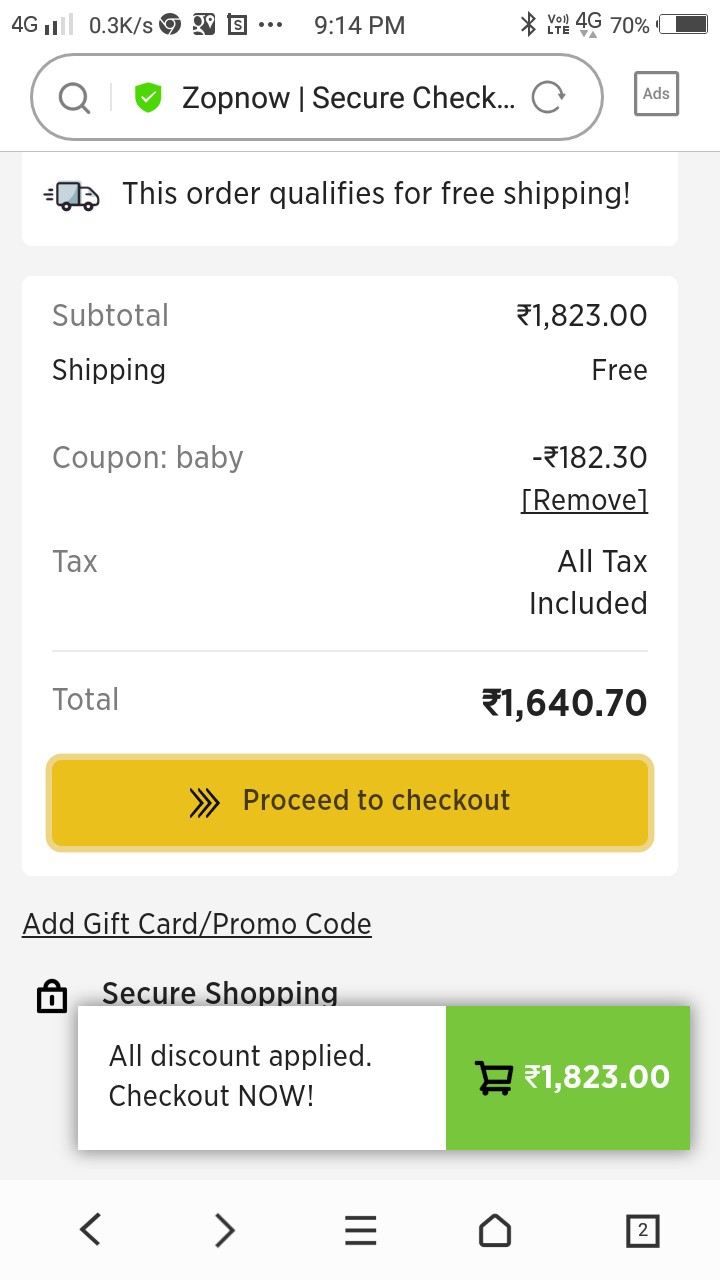 4G 0.3K/s S ... 9:14 PM Vo) LTE 4G 70%
Zopnow | Secure Check... Ads
This order qualifies for free shipping!
Subtotal ₹1,823.00
Shipping Free
Coupon: baby -₹182.30
[Remove]
Tax All Tax
Included
Total ₹1,640.70
Proceed to checkout
Add Gift Card/Promo Code
Secure Shopping
All discount applied.
Checkout NOW!
₹1,823.00
2